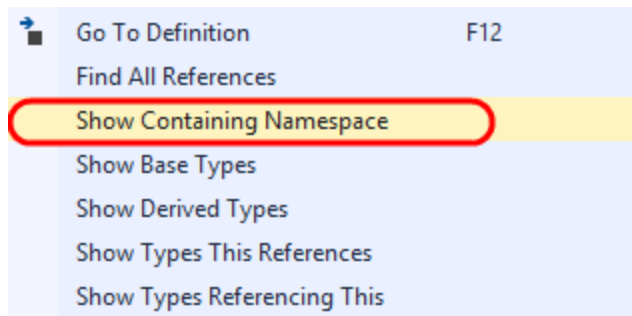 Go To Definition F12
Find All References
Show Containing Namespace
Show Base Types
Show Derived Types
Show Types This References
Show Types Referencing This